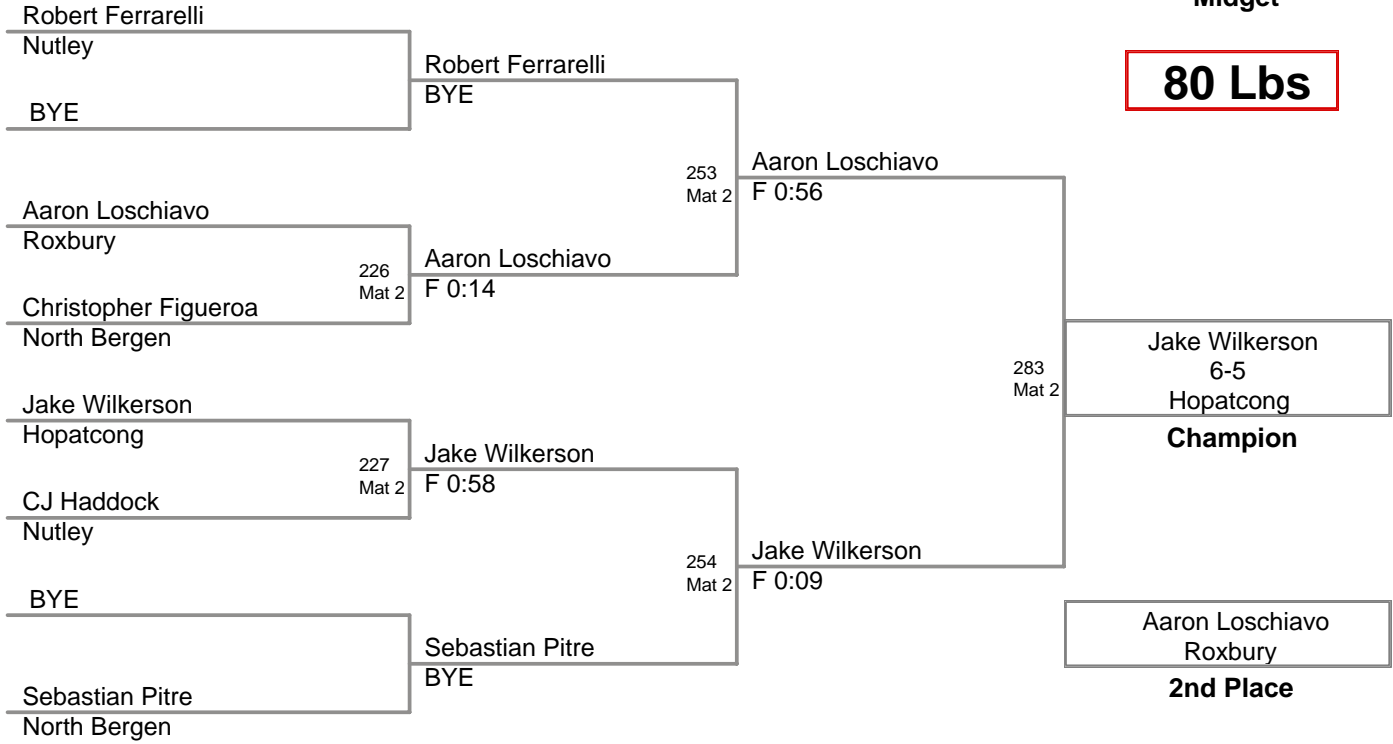 Midget
80 Lbs
Robert Ferrarelli
Nutley
BYE
Aaron Loschiavo
Roxbury
Christopher Figueroa
North Bergen
Jake Wilkerson
Hopatcong
CJ Haddock
Nutley
BYE
Sebastian Pitre
North Bergen
Robert Ferrarelli
BYE
226
Mat 2
Aaron Loschiavo
F 0:14
227
Mat 2
Jake Wilkerson
F 0:58
Sebastian Pitre
BYE
253
Mat 2
Aaron Loschiavo
F 0:56
254
Mat 2
Jake Wilkerson
F 0:09
283
Mat 2
Jake Wilkerson
6-5
Hopatcong
Champion
Aaron Loschiavo
Roxbury
2nd Place